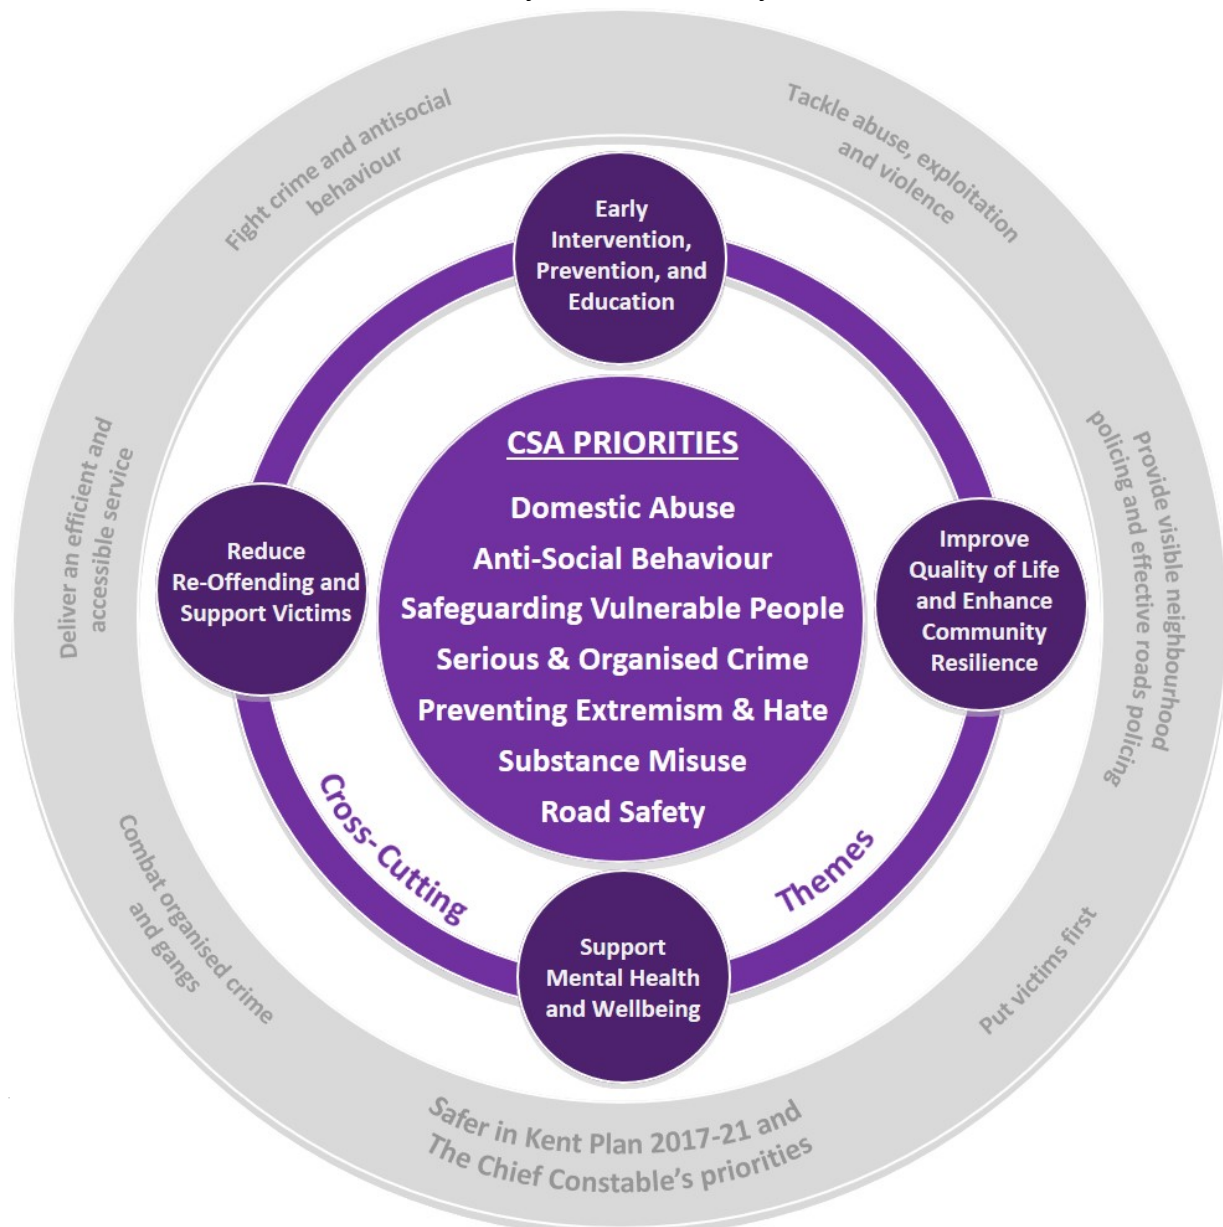 Fight crime and antisocial
behaviour
Tackle abuse, exploitation
and violence
Early
Intervention,
Prevention, and
Education
Deliver an efficient and
accessible service
Provide visible neighbourhood
policing and effective roads policing
CSA PRIORITIES
Domestic Abuse
Anti-Social Behaviour
Safeguarding Vulnerable People
Serious & Organised Crime
Preventing Extremism & Hate
Substance Misuse
Road Safety
Reduce
Re-Offending and
Support Victims
Improve
Quality of Life
and Enhance
Community
Resilience
Cross-Cutting
Themes
Combat organised crime
and gangs
Support
Mental Health
and Wellbeing
Put victims first
Safer in Kent Plan 2017-21 and
The Chief Constable's priorities